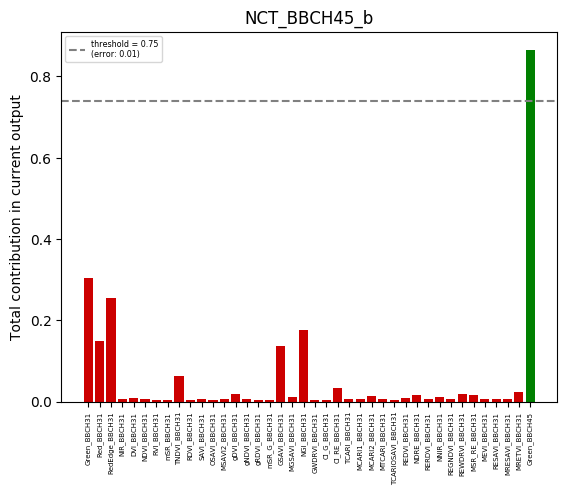 NCT_BBCH45_b
threshold = 0.75
(error: 0.01)
Total contribution in current output
0.8
0.6
0.4
0.2
0.0
Green_BBCH31
Red_BBCH31
RedEdge_BBCH31
NIR_BBCH31
DVI_BBCH31
NDVI_BBCH31
RVI_BBCH31
mSR_BBCH31
TNDVI_BBCH31
RDVI_BBCH31
SAVI_BBCH31
OSAVI_BBCH31
MSAVI2_BBCH31
gDVI_BBCH31
gNDVI_BBCH31
gRDVI_BBCH31
mSR_G_BBCH31
GSAVI_BBCH31
MGSAVI_BBCH31
NGI_BBCH31
GWDRVI_BBCH31
CI_G_BBCH31
CI_RE_BBCH31
TCARI_BBCH31
MCARI1_BBCH31
MCARI2_BBCH31
MTCARI_BBCH31
TCARIOSAVI_BBCH31
REDVI_BBCH31
NDRE_BBCH31
RERDVI_BBCH31
NNIR_BBCH31
REGNDVI_BBCH31
REWDRVI_BBCH31
MSR_RE_BBCH31
MEVI_BBCH31
RESAVI_BBCH31
MRESAVI_BBCH31
MRETVI_BBCH31
Green_BBCH45